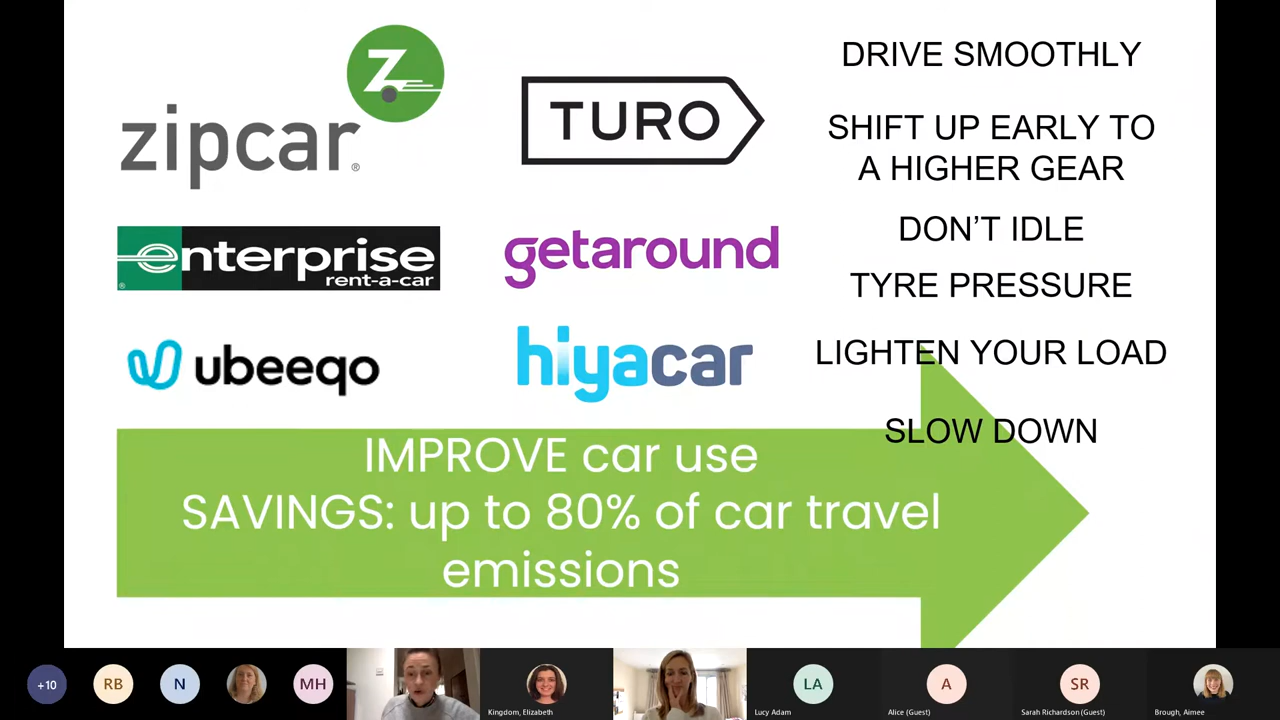 Z
zipcar®
TURO
enterprise
rent-a-car
®
getaround
ubeeqo
hiyacar
DRIVE SMOOTHLY
SHIFT UP EARLY TO
A HIGHER GEAR
DON’T IDLE
TYRE PRESSURE
LIGHTEN YOUR LOAD
SLOW DOWN
IMPROVE car use
SAVINGS: up to 80% of car travel
emissions
+10
RB
N
MH
Kingdom, Elizabeth
LA
Lucy Adam
A
Alice (Guest)
SR
Sarah Richardson (Guest)
Brough, Aimee